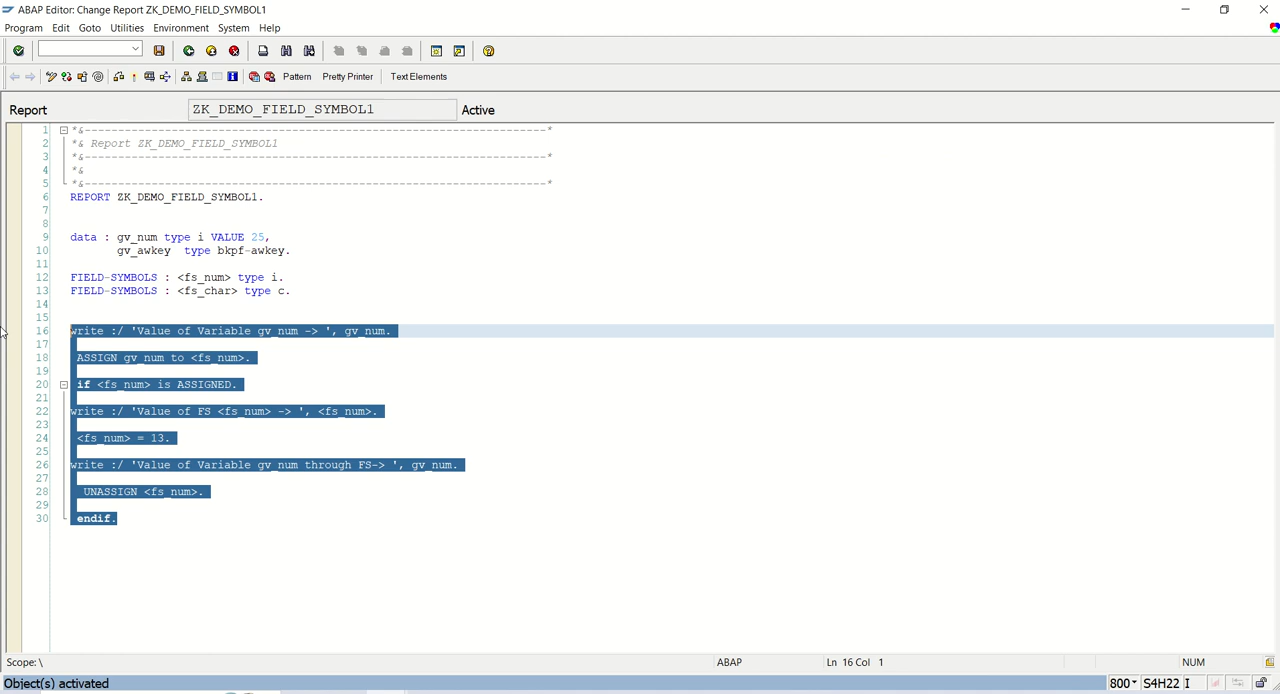 ABAP Editor: Change Report ZK_DEMO_FIELD_SYMBOL1
Program Edit Goto Utilities Environment System Help
Pattern Pretty Printer Text Elements
Report ZK_DEMO_FIELD_SYMBOL1 Active
1 *&---------------------------------------------------------------------*
2 *& Report ZK_DEMO_FIELD_SYMBOL1
3 *&---------------------------------------------------------------------*
4 *&
5 *&---------------------------------------------------------------------*
6 REPORT ZK_DEMO_FIELD_SYMBOL1.
7
8
9 data : gv_num type i VALUE 25,
10 gv_awkey  type bkpf-awkey.
11
12 FIELD-SYMBOLS : <fs_num> type i.
13 FIELD-SYMBOLS : <fs_char> type c.
14
15
16 write :/ 'Value of Variable gv_num -> ', gv_num.
17
18 ASSIGN gv_num to <fs_num>.
19
20 if <fs_num> is ASSIGNED.
21
22 write :/ 'Value of FS <fs_num> -> ', <fs_num>.
23
24 <fs_num> = 13.
25
26 write :/ 'Value of Variable gv_num through FS-> ', gv_num.
27
28 UNASSIGN <fs_num>.
29
30 endif.
Scope: \ ABAP Ln 16 Col 1 NUM
Object(s) activated 800 S4H22 I